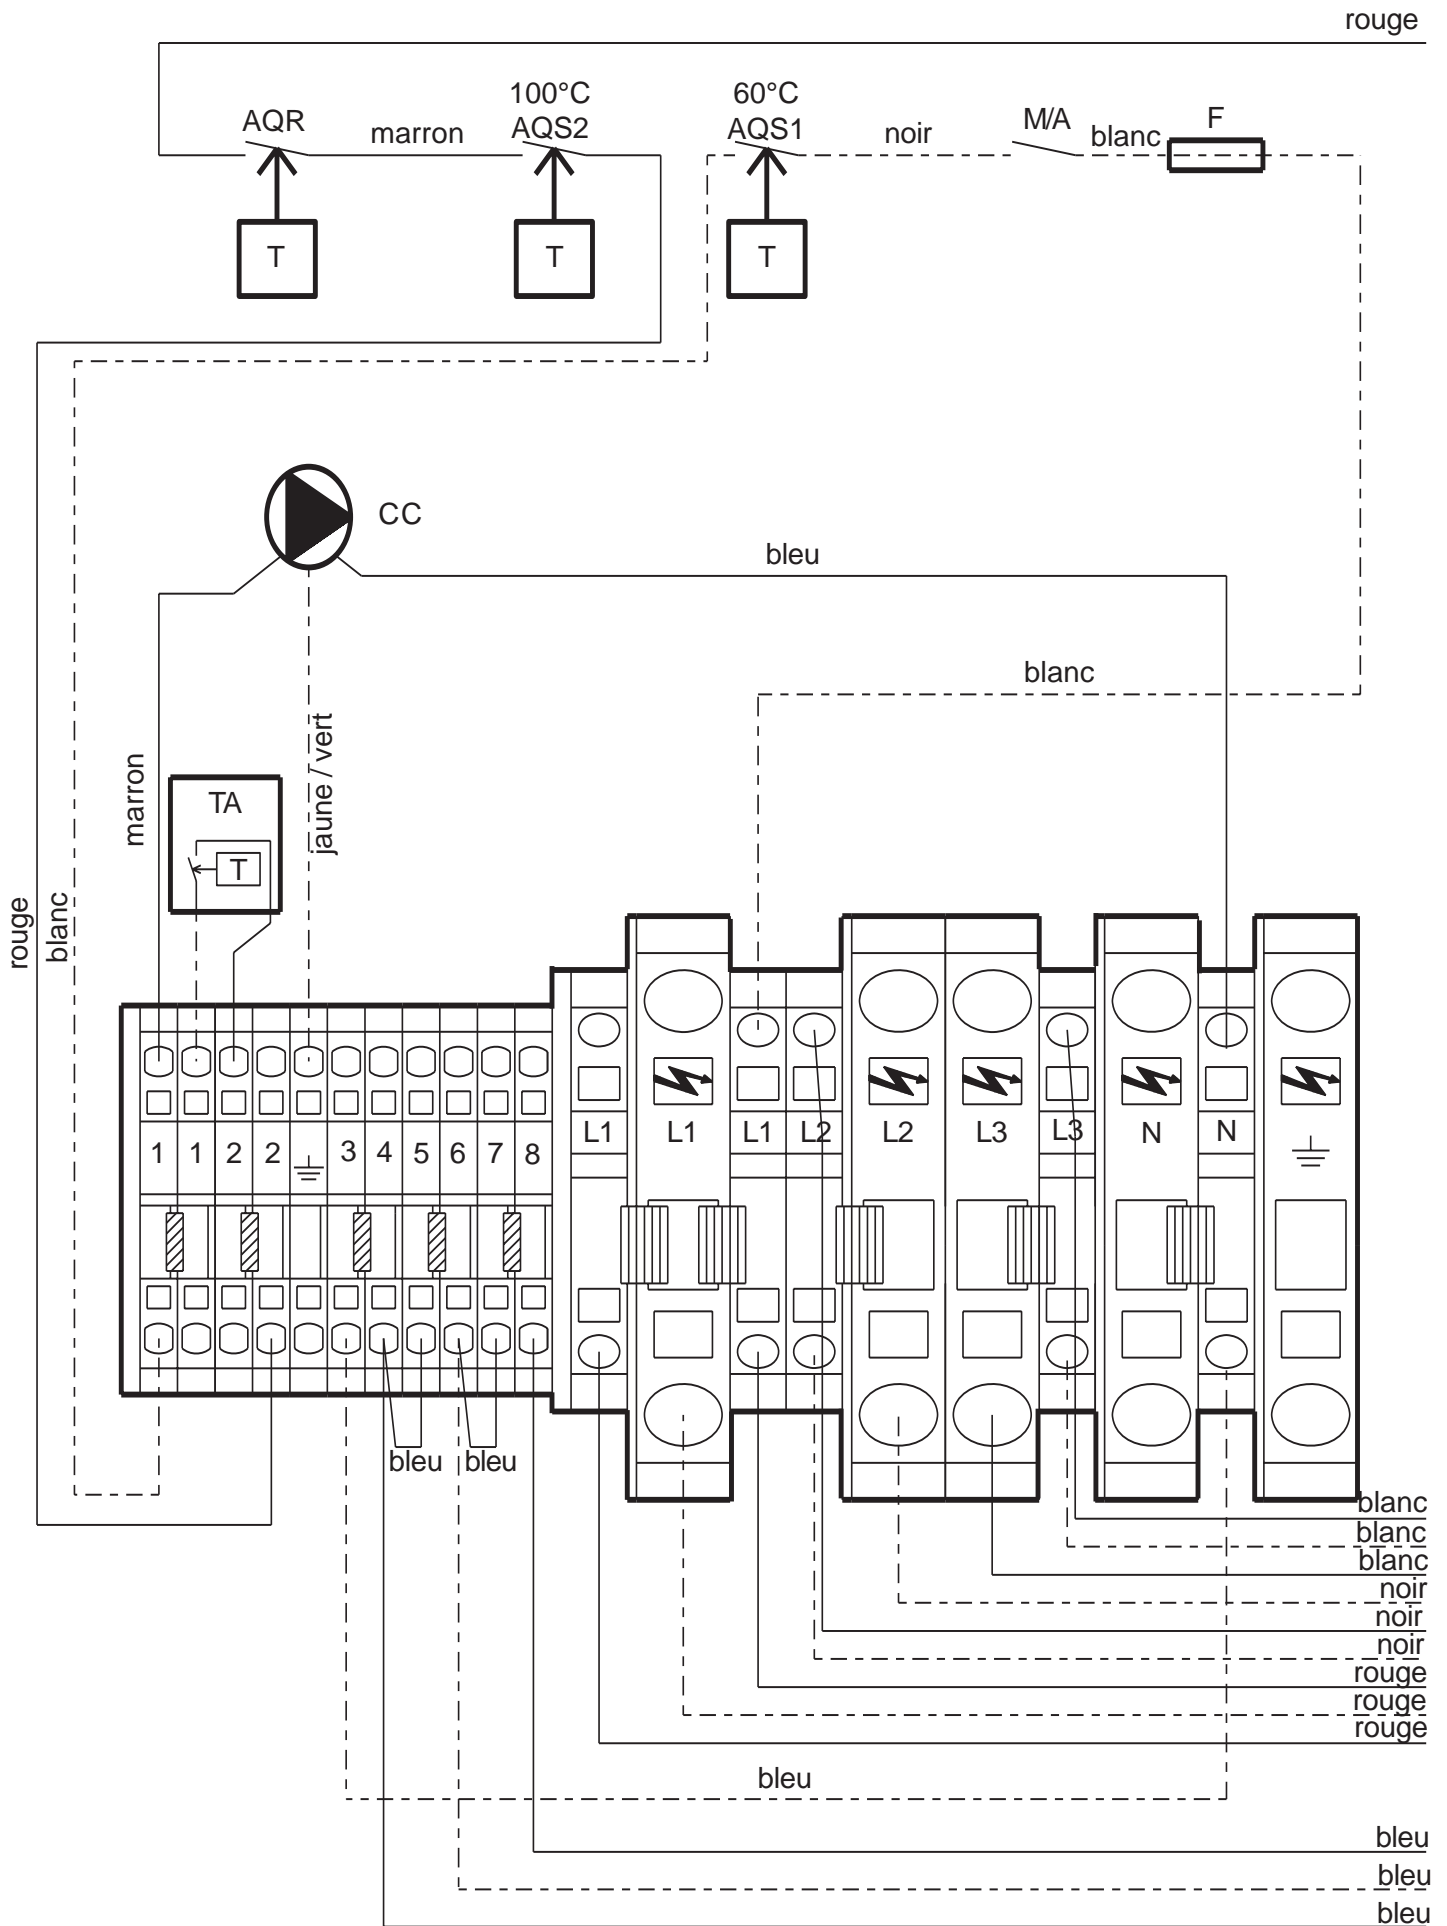 rouge
100°C
60°C
AQR
marron
AQS2
AQS1
noir
M/A
blanc
F
T
T
T
CC
bleu
blanc
marron
TA
T
jaune / vert
rouge
blanc
1 1 2 2 3 4 5 6 7 8
L1 L1 L1 L2 L2 L3 L3 N N
bleu bleu
blanc
blanc
blanc
noir
noir
noir
rouge
rouge
rouge
bleu
bleu
bleu
bleu